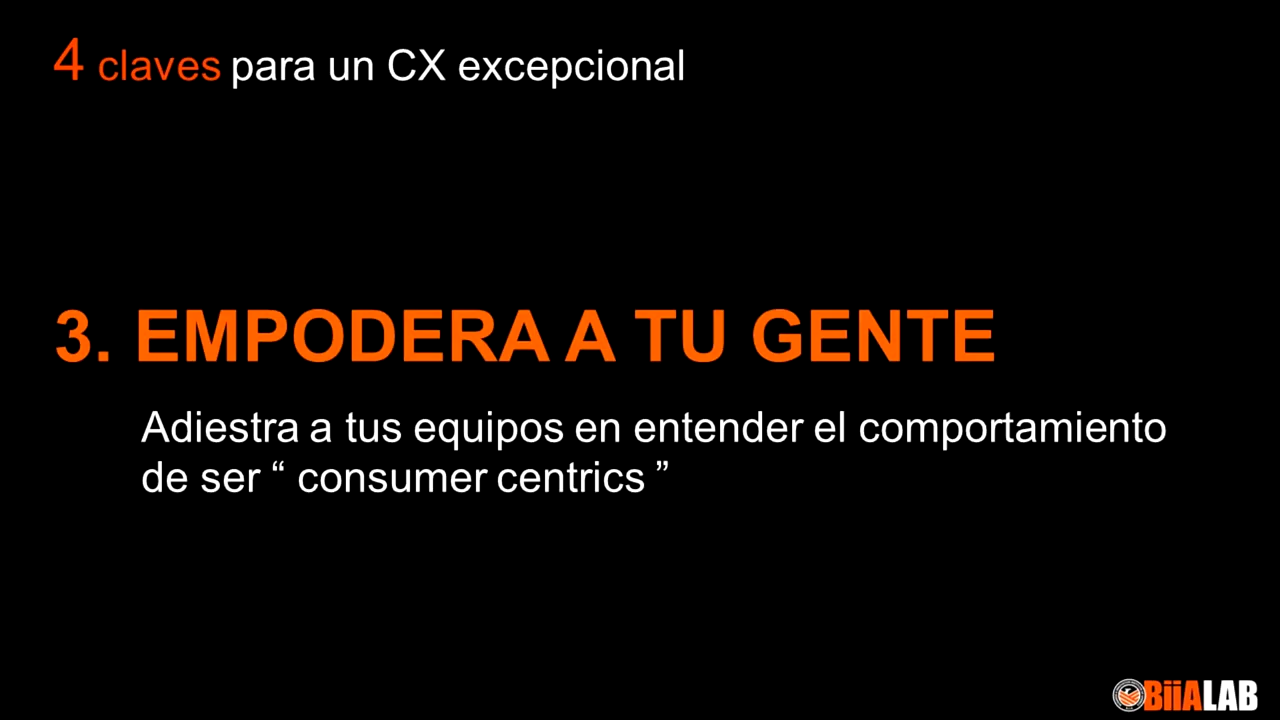 4 claves para un CX excepcional
3. EMPODERA A TU GENTE
Adiestra a tus equipos en entender el comportamiento
de ser “ consumer centrics ”
BiiALAB